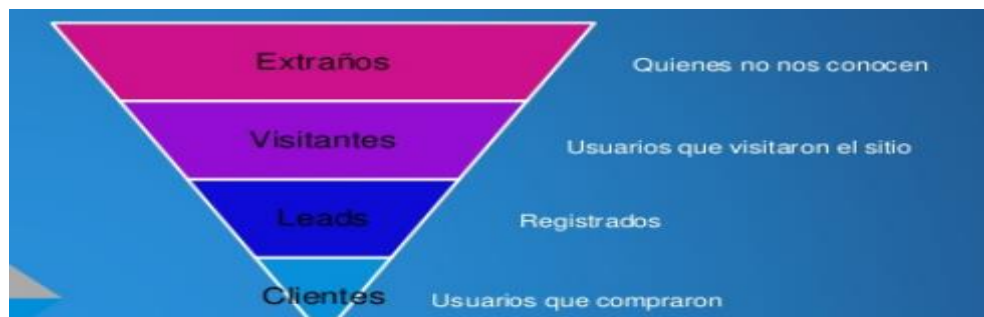 Extraños
Quienes no nos conocen
Visitantes
Usuarios que visitaron el sitio
Leads
Registrados
Clientes
Usuarios que compraron